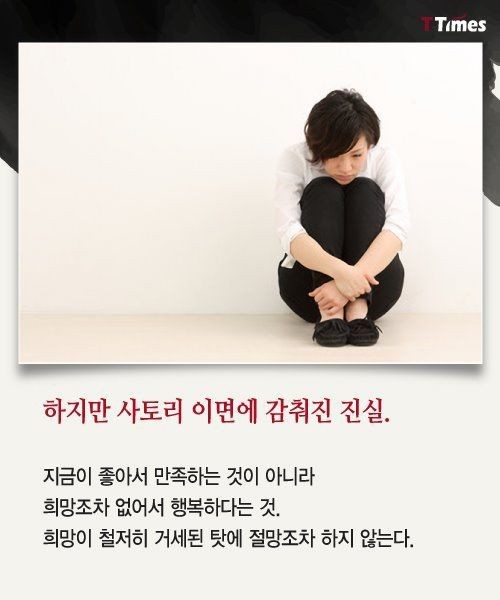 TTimes
하지만 사토리 이면에 감춰진 진실.
지금이 좋아서 만족하는 것이 아니라
희망조차 없어서 행복하다는 것.
희망이 철저히 거세된 탓에 절망조차 하지 않는다.